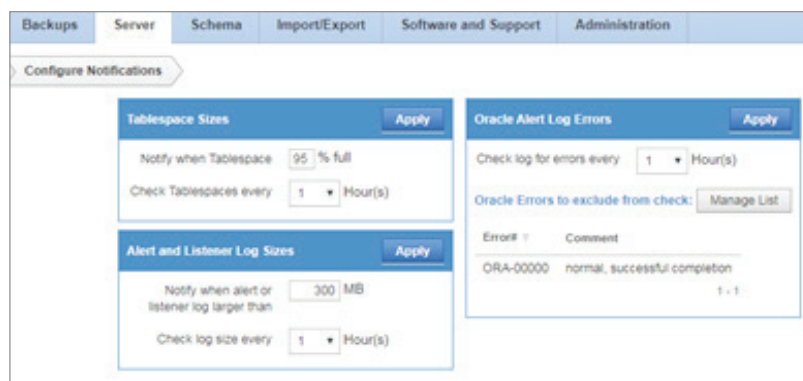 Backups Server Schema Import/Export Software and Support Administration
Configure Notifications
Tablespace Sizes Apply
Notify when Tablespace 95 % full
Check Tablespaces every 1 Hour(s)
Alert and Listener Log Sizes Apply
Notify when alert or
listener log larger than 300 MB
Check log size every 1 Hour(s)
Oracle Alert Log Errors Apply
Check log for errors every 1 Hour(s)
Oracle Errors to exclude from check: Manage List
Error# Comment
ORA-00000 normal, successful completion
1 - 1